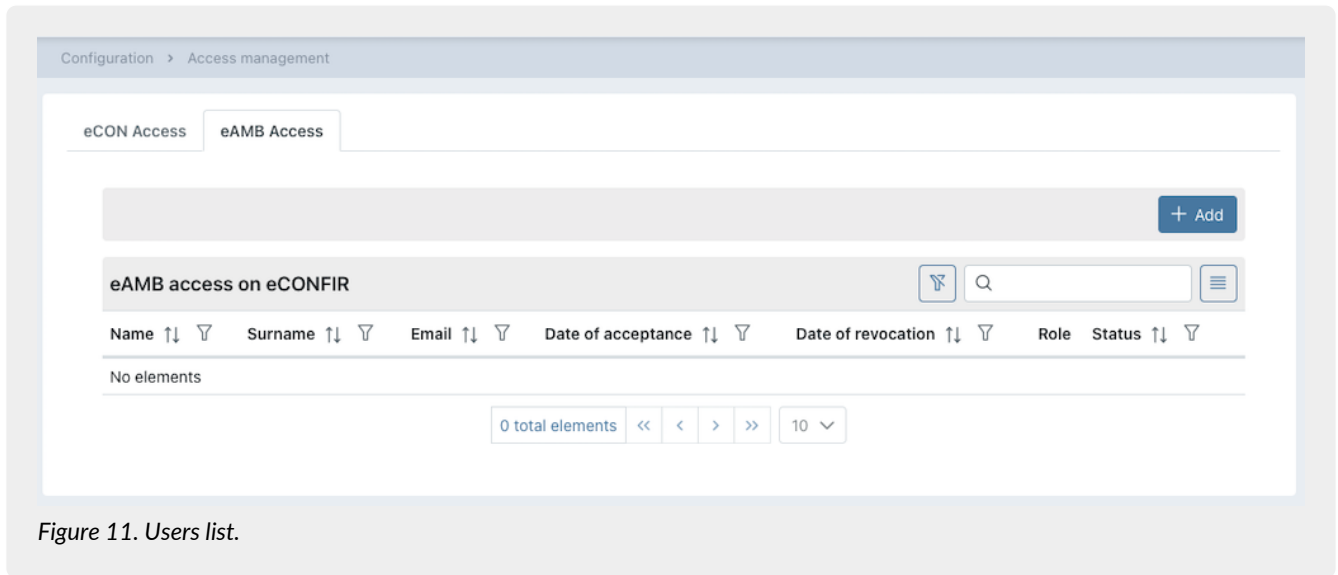 Configuration > Access management
eCON Access eAMB Access
+ Add
eAMB access on eCONFIR
Name Surname Email Date of acceptance Date of revocation Role Status
No elements
0 total elements « < > » 10
Figure 11. Users list.